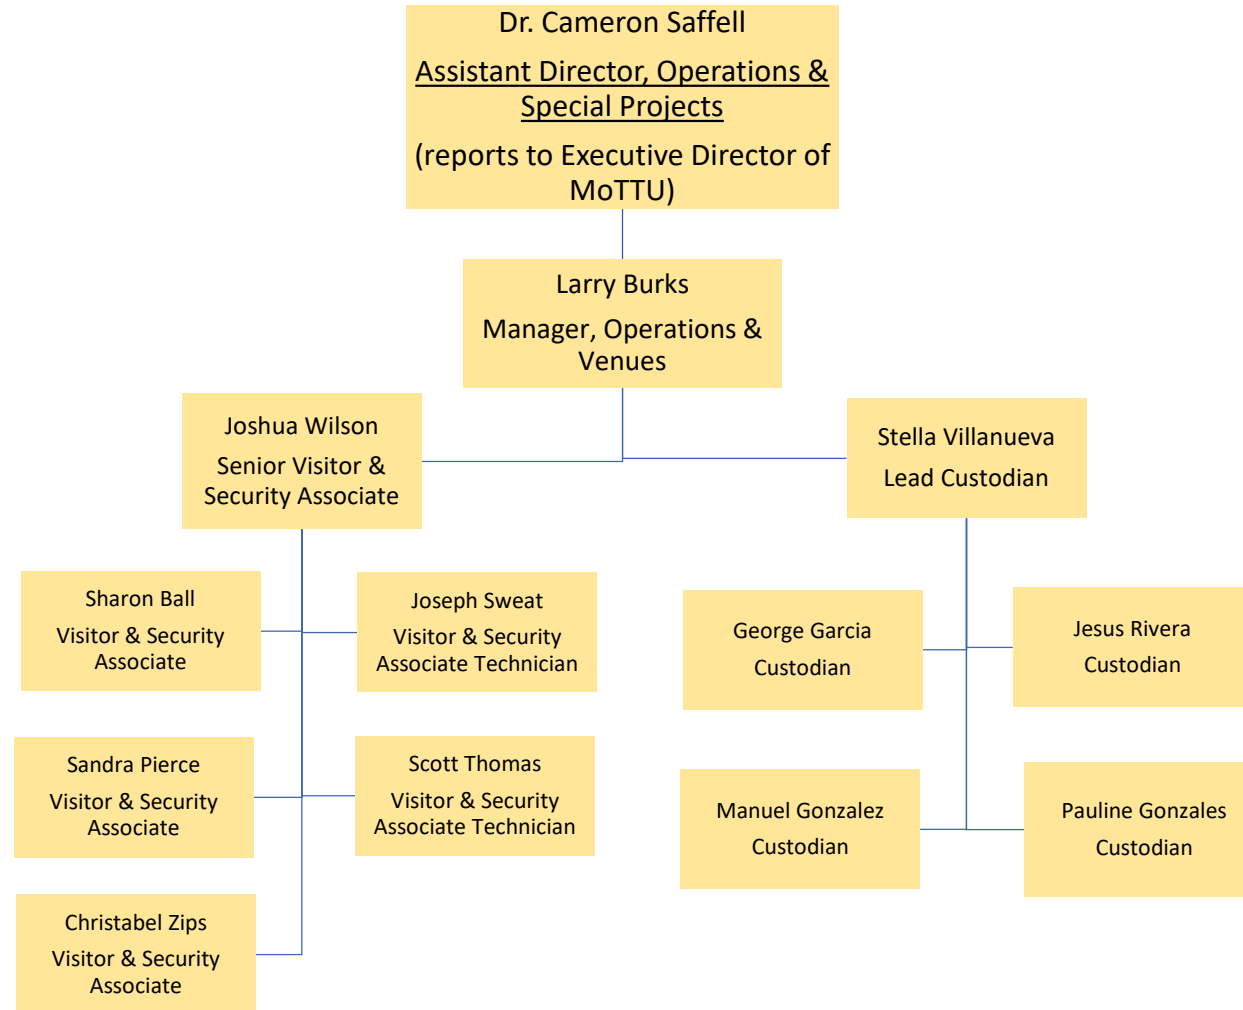 Dr. Cameron Saffell
Assistant Director, Operations &
Special Projects
(reports to Executive Director of
MoTTU)
Larry Burks
Manager, Operations &
Venues
Joshua Wilson
Senior Visitor &
Security Associate
Stella Villanueva
Lead Custodian
Sharon Ball
Visitor & Security
Associate
Joseph Sweat
Visitor & Security
Associate Technician
George Garcia
Custodian
Jesus Rivera
Custodian
Sandra Pierce
Visitor & Security
Associate
Scott Thomas
Visitor & Security
Associate Technician
Manuel Gonzalez
Custodian
Pauline Gonzales
Custodian
Christabel Zips
Visitor & Security
Associate